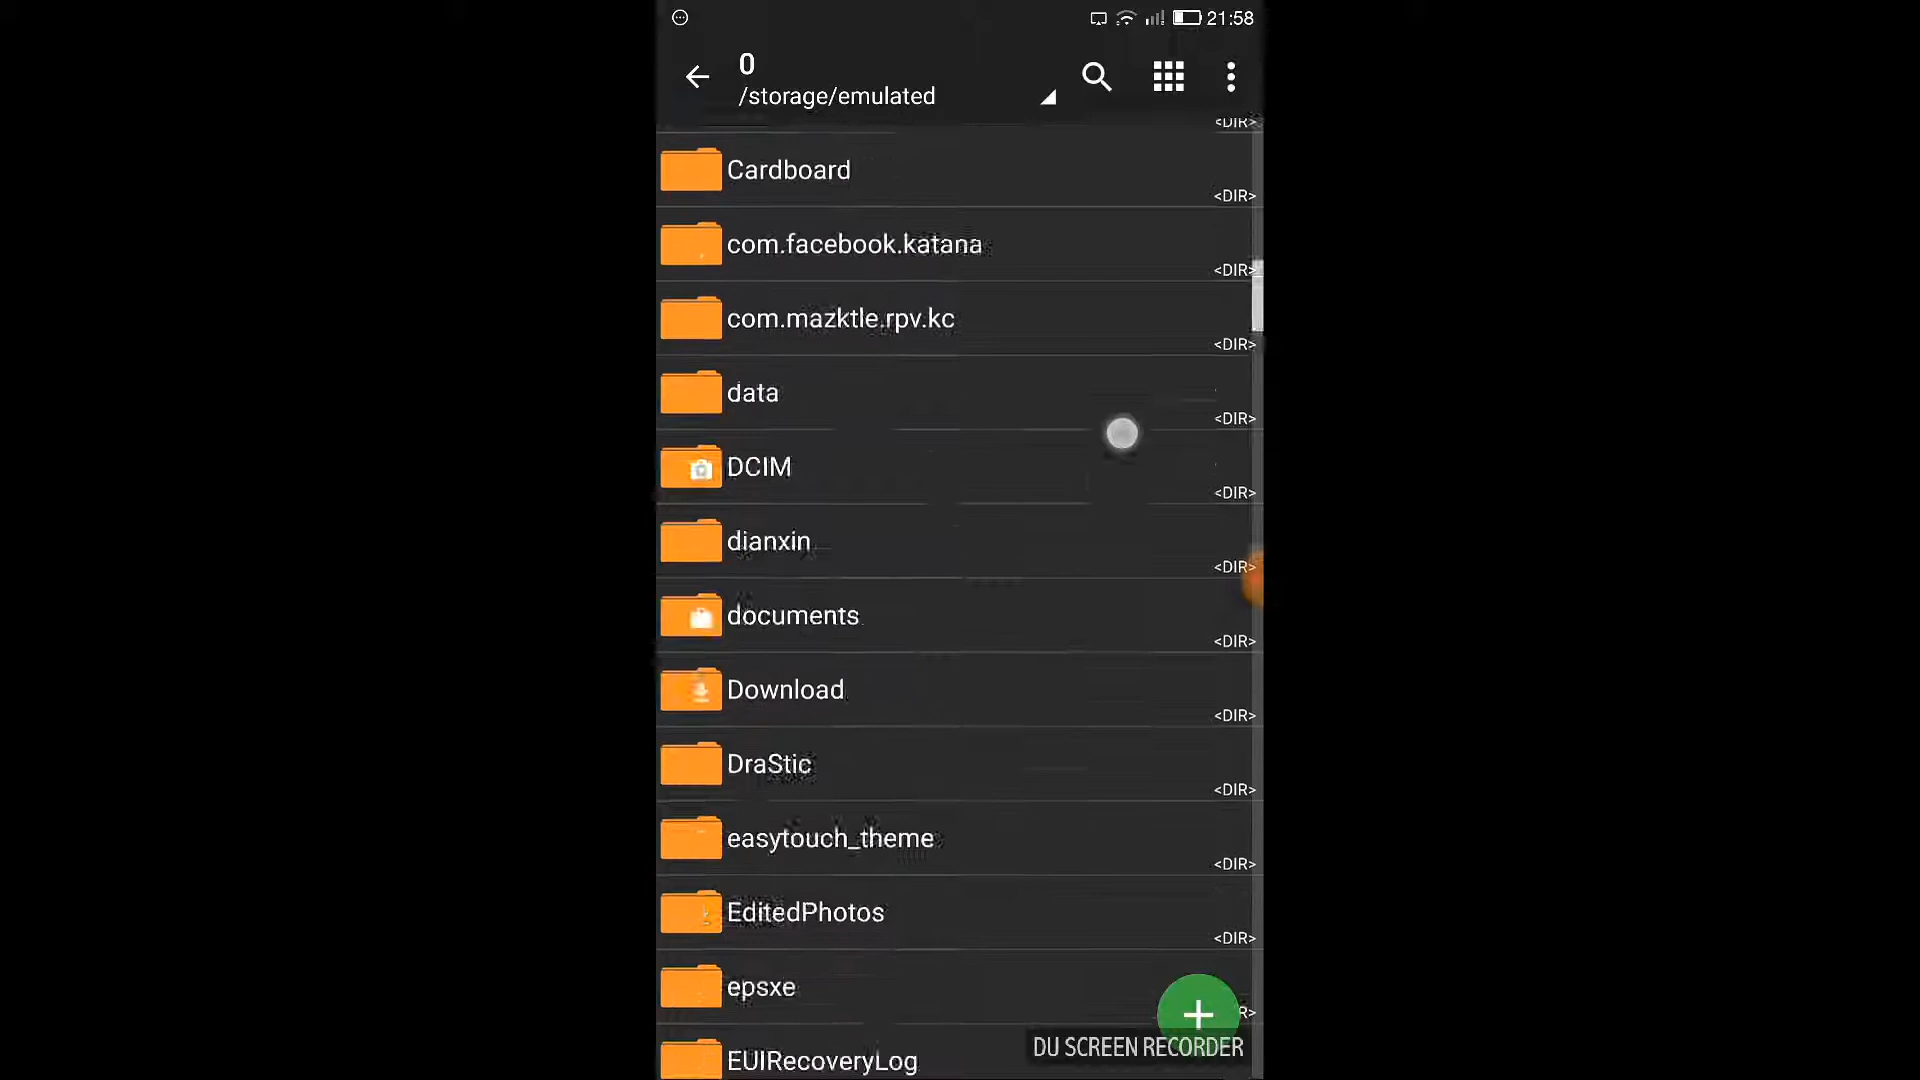 21:58
0
/storage/emulated
<DIR>
Cardboard
<DIR>
com.facebook.katana
<DIR>
com.mazktle.rpv.kc
<DIR>
data
<DIR>
DCIM
<DIR>
dianxin
<DIR>
documents
<DIR>
Download
<DIR>
DraStic
<DIR>
easytouch_theme
<DIR>
EditedPhotos
<DIR>
epsxe
R>
DU SCREEN RECORDER
EUIRecoveryLog